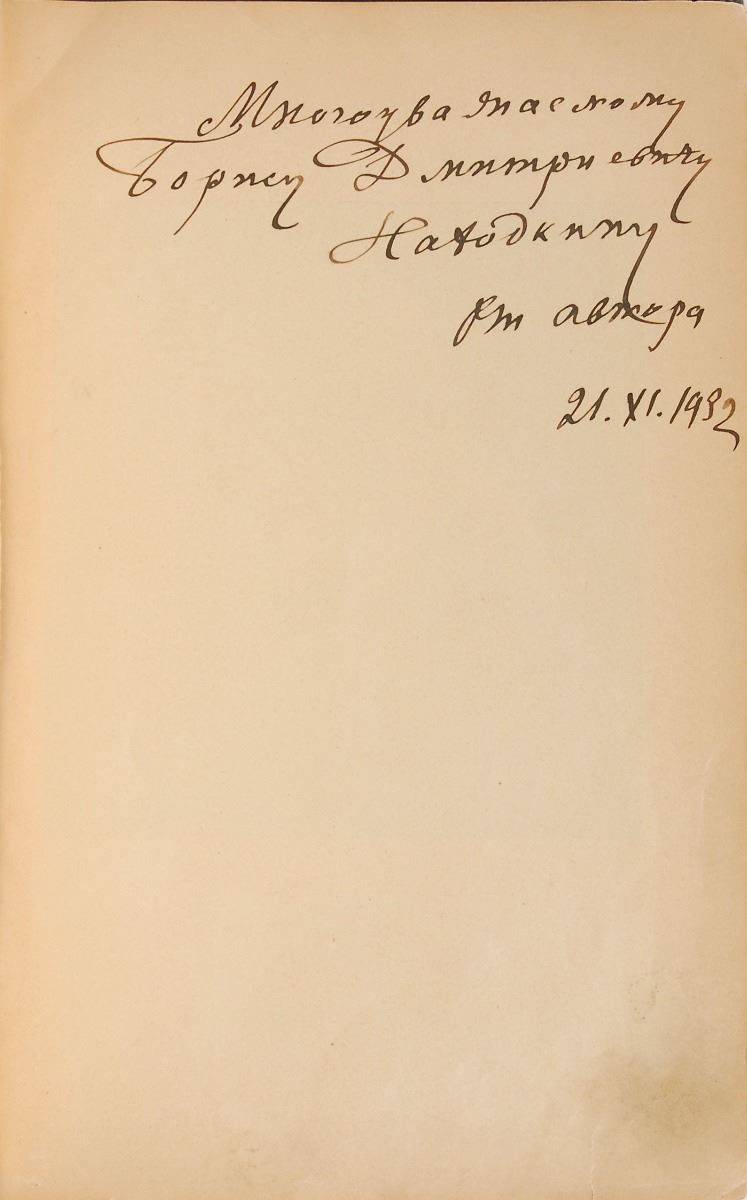 Многоуважаемому
Борису Дмитриевичу
Находкину
от автора
21.XI.1932